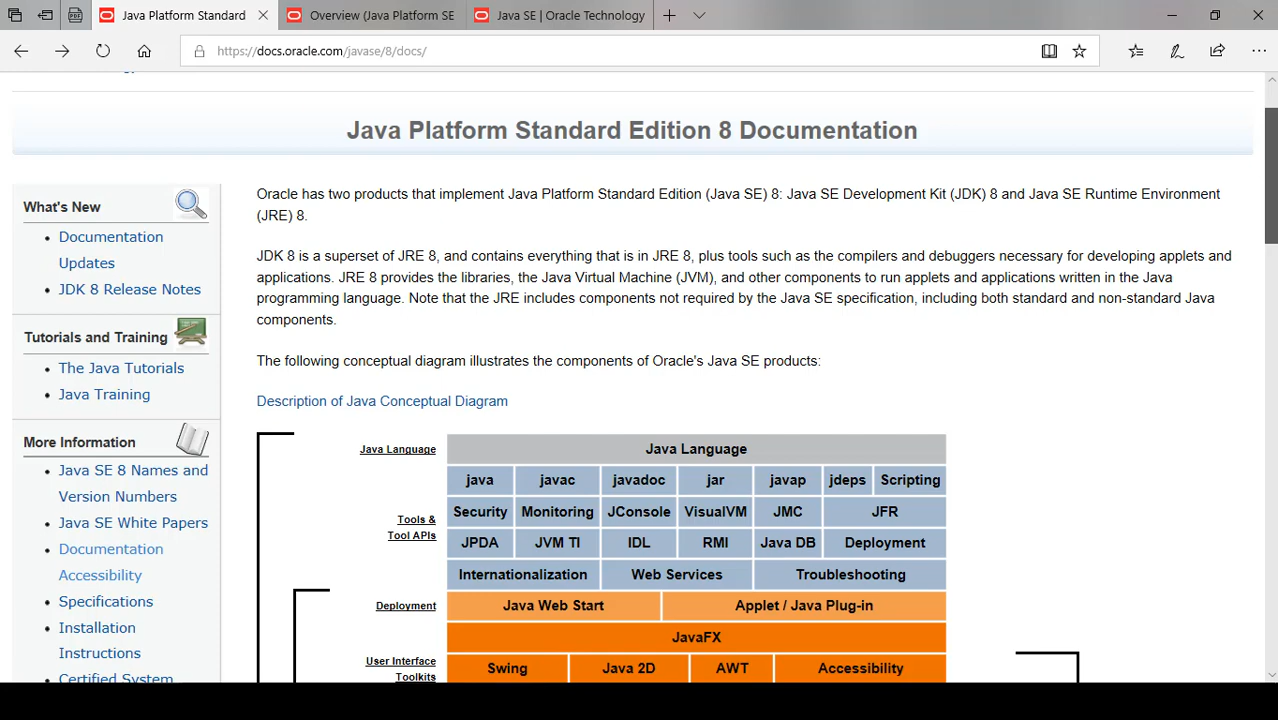 Java Platform Standard
Overview (Java Platform SE
Java SE | Oracle Technology
https://docs.oracle.com/javase/8/docs/
Java Platform Standard Edition 8 Documentation
What's New
Documentation
Updates
JDK 8 Release Notes
Tutorials and Training
The Java Tutorials
Java Training
More Information
Java SE 8 Names and
Version Numbers
Java SE White Papers
Documentation
Accessibility
Specifications
Installation
Instructions
Certified System
Oracle has two products that implement Java Platform Standard Edition (Java SE) 8: Java SE Development Kit (JDK) 8 and Java SE Runtime Environment
(JRE) 8.
JDK 8 is a superset of JRE 8, and contains everything that is in JRE 8, plus tools such as the compilers and debuggers necessary for developing applets and
applications. JRE 8 provides the libraries, the Java Virtual Machine (JVM), and other components to run applets and applications written in the Java
programming language. Note that the JRE includes components not required by the Java SE specification, including both standard and non-standard Java
components.
The following conceptual diagram illustrates the components of Oracle's Java SE products:
Description of Java Conceptual Diagram
Java Language Java Language
java javac javadoc jar javap jdeps Scripting
Tools &
Tool APIs
Security Monitoring JConsole VisualVM JMC JFR
JPDA JVM TI IDL RMI Java DB Deployment
Internationalization Web Services Troubleshooting
Deployment Java Web Start Applet / Java Plug-in
JavaFX
User Interface
Toolkits
Swing Java 2D AWT Accessibility